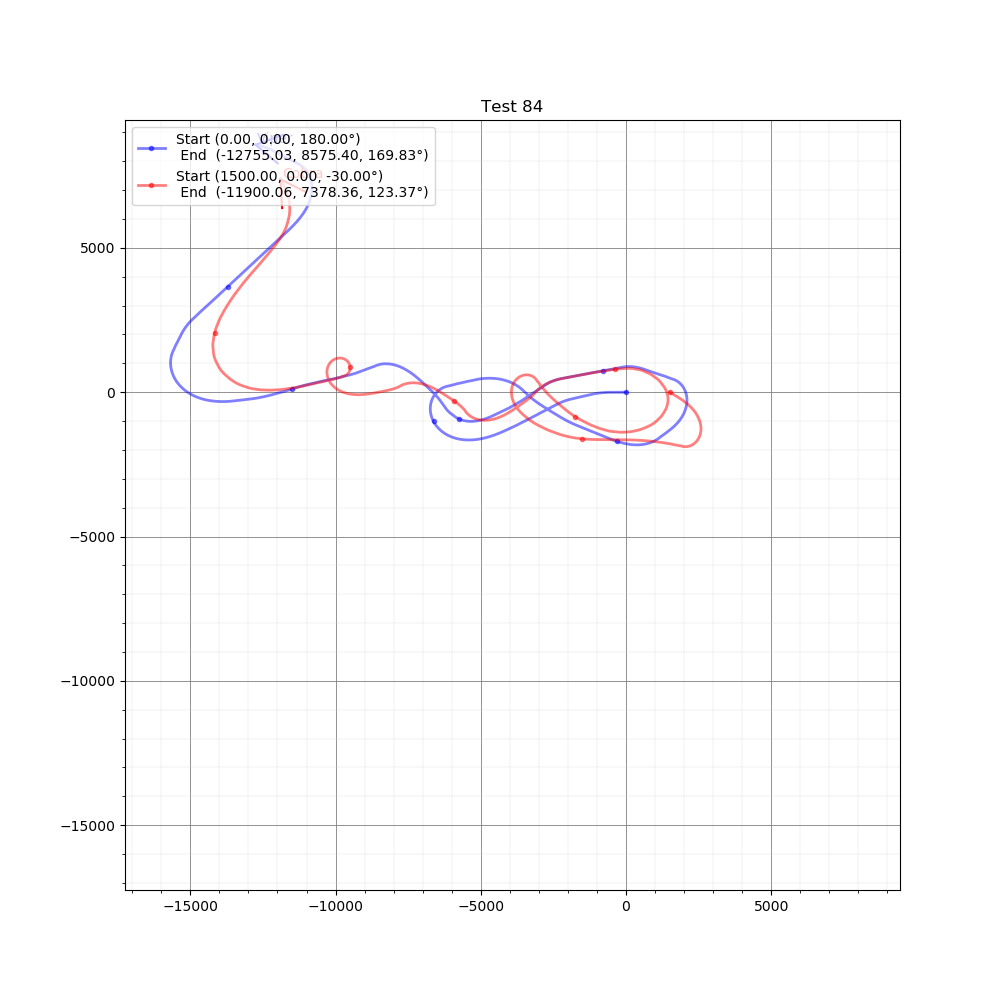 Test 84
Start (0.00, 0.00, 180.00°)
End  (-12755.03, 8575.40, 169.83°)
Start (1500.00, 0.00, -30.00°)
End  (-11900.06, 7378.36, 123.37°)
5000
0
−5000
−10000
−15000
−15000
−10000
−5000
0
5000